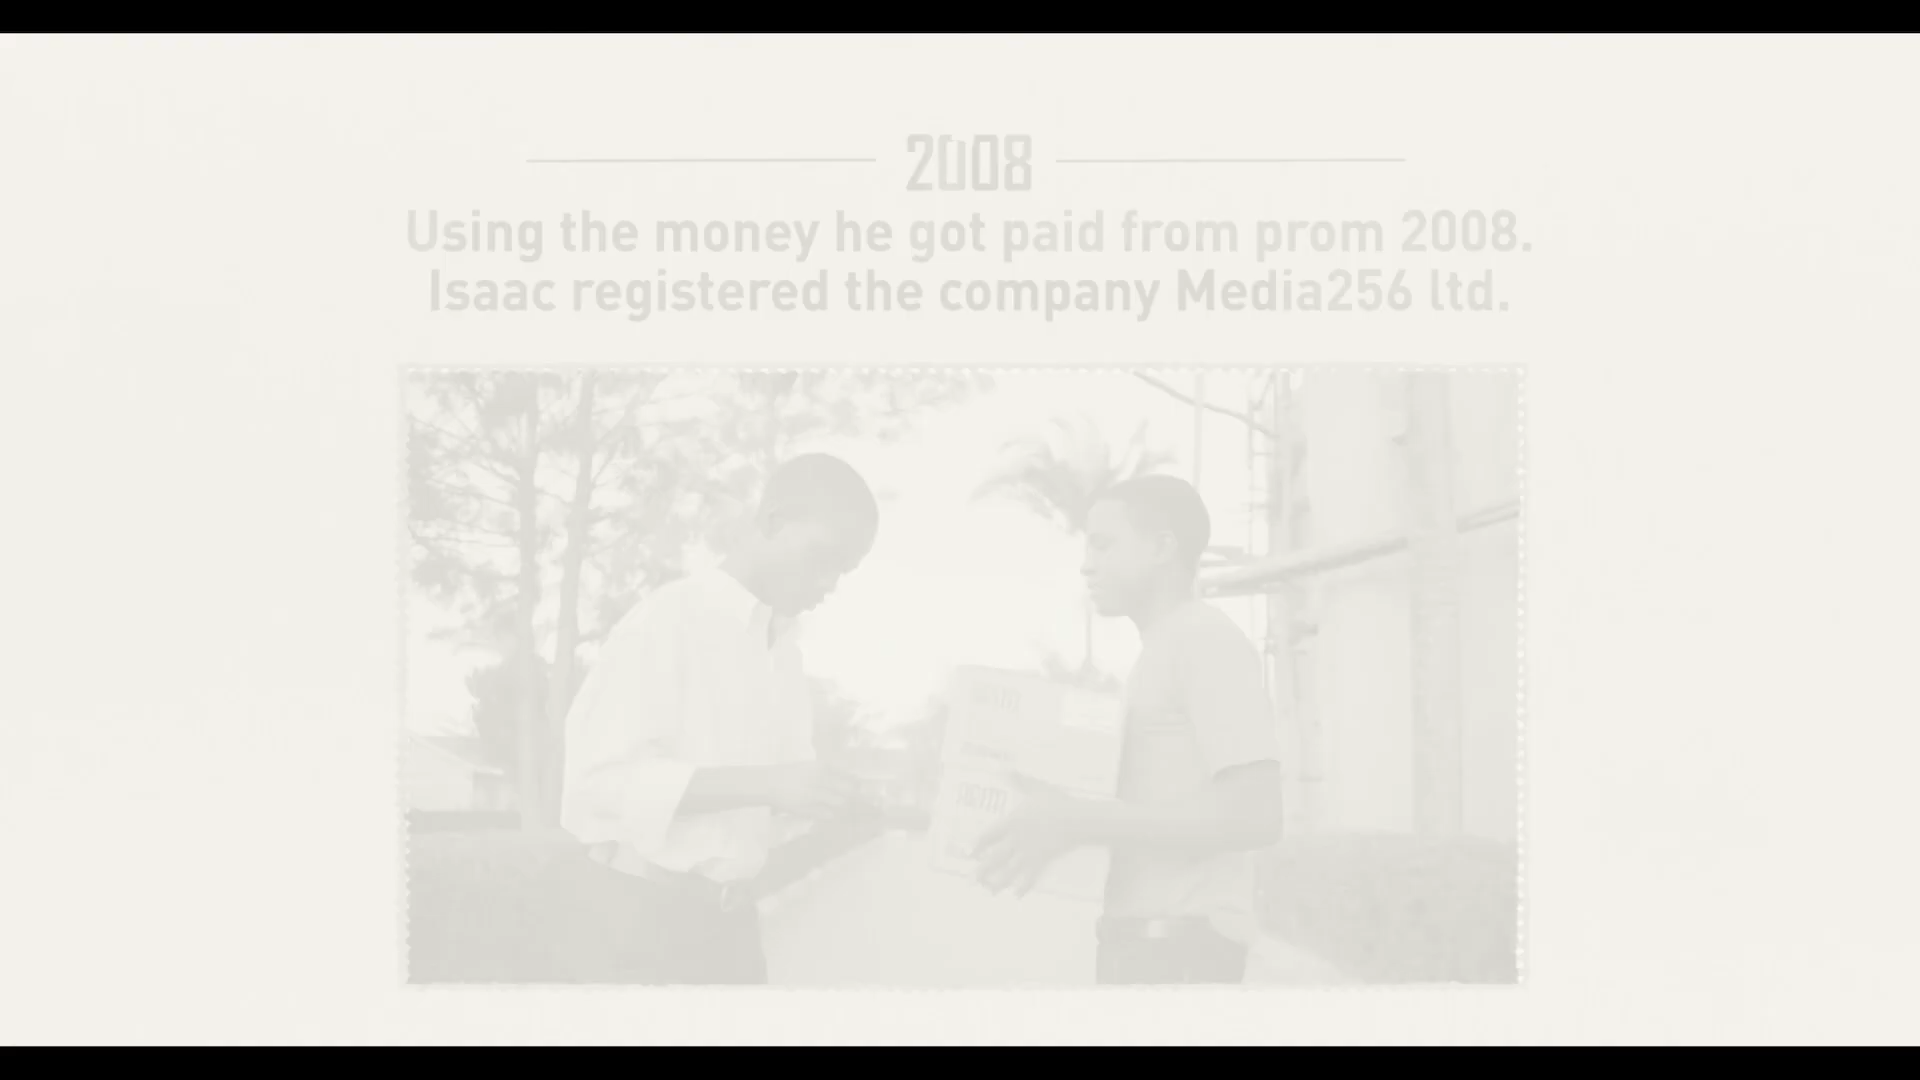 2008
Using the money he got paid from prom 2008.
Isaac registered the company Media256 ltd.